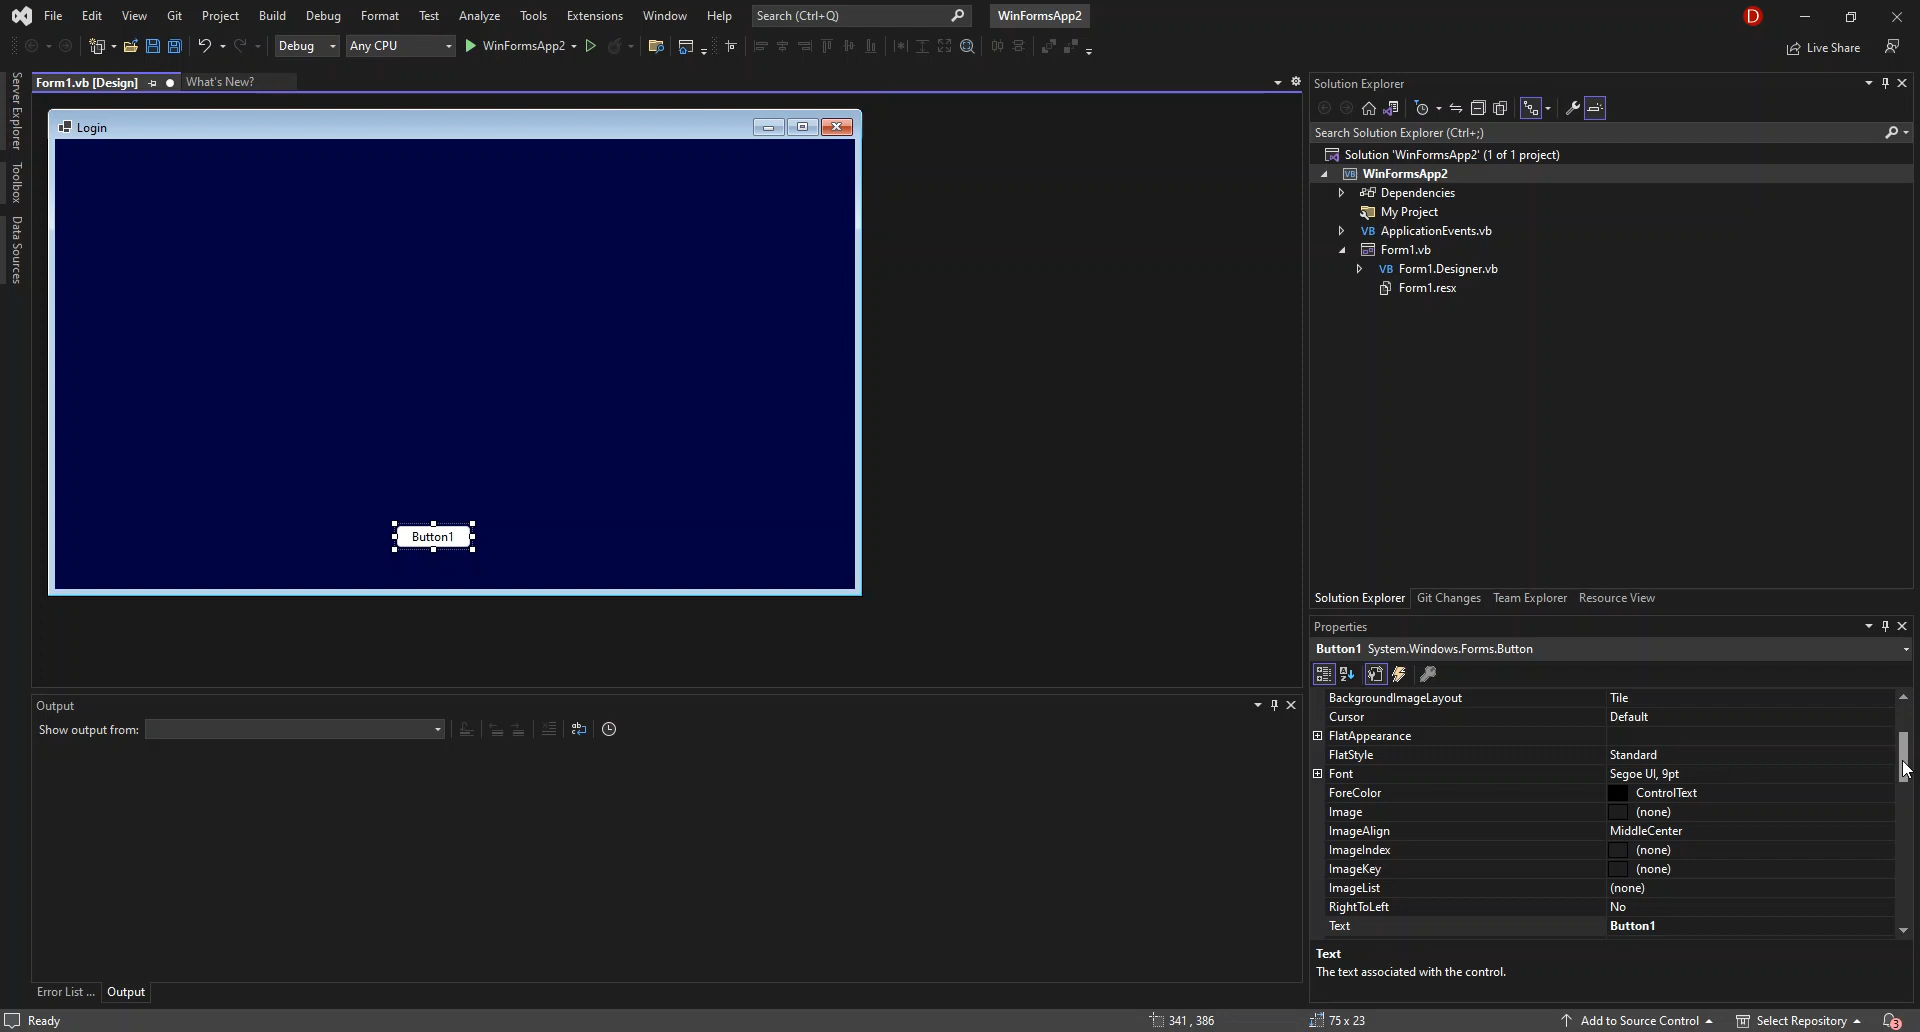 File Edit View Git Project Build Debug Format Test Analyze Tools Extensions Window Help Search (Ctrl+Q) WinFormsApp2 D
Debug Any CPU WinFormsApp2 Live Share
Server Explorer
Toolbox
Data Sources
Form1.vb [Design] What's New?
Login
Button1
Output
Show output from:
Error List ... Output
Solution Explorer
Search Solution Explorer (Ctrl+;)
Solution 'WinFormsApp2' (1 of 1 project)
VB WinFormsApp2
Dependencies
My Project
VB ApplicationEvents.vb
Form1.vb
VB Form1.Designer.vb
Form1.resx
Solution Explorer Git Changes Team Explorer Resource View
Properties
Button1 System.Windows.Forms.Button
BackgroundImageLayout Tile
Cursor Default
FlatAppearance
FlatStyle Standard
Font Segoe UI, 9pt
ForeColor ControlText
Image (none)
ImageAlign MiddleCenter
ImageIndex (none)
ImageKey (none)
ImageList (none)
RightToLeft No
Text Button1
Text
The text associated with the control.
Ready 341 , 386 75 x 23 Add to Source Control Select Repository 3